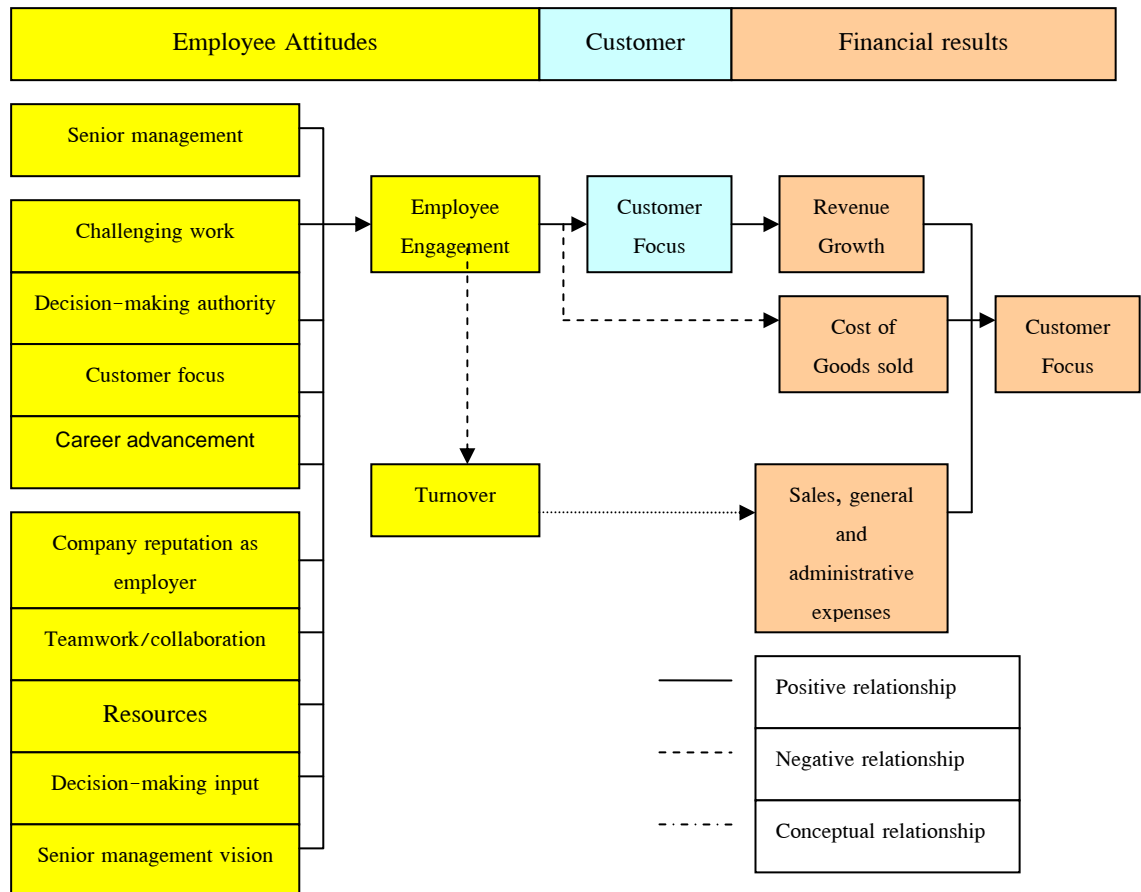 Employee Attitudes
Customer
Financial results
Senior management
Challenging work
Decision-making authority
Customer focus
Career advancement
Company reputation as
employer
Teamwork/collaboration
Resources
Decision-making input
Senior management vision
Employee
Engagement
Turnover
Customer
Focus
Revenue
Growth
Cost of
Goods sold
Sales, general
and
administrative
expenses
Customer
Focus
Positive relationship
Negative relationship
Conceptual relationship